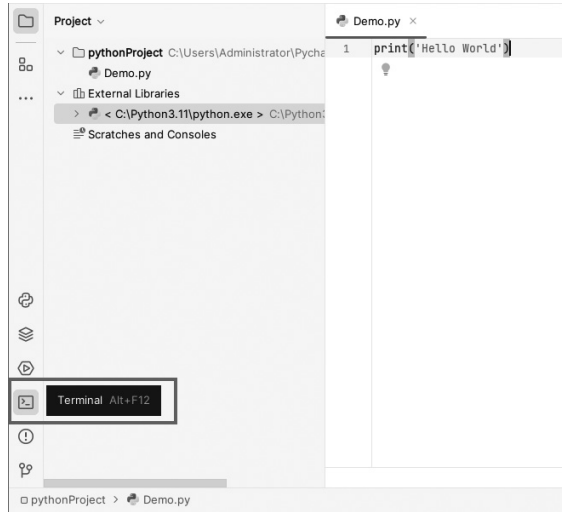 Project
pythonProject C:\Users\Administrator\Pycha
Demo.py
External Libraries
< C:\Python3.11\python.exe > C:\Python3
Scratches and Consoles
Demo.py ×
1 print('Hello World')
Terminal Alt+F12
pythonProject > Demo.py